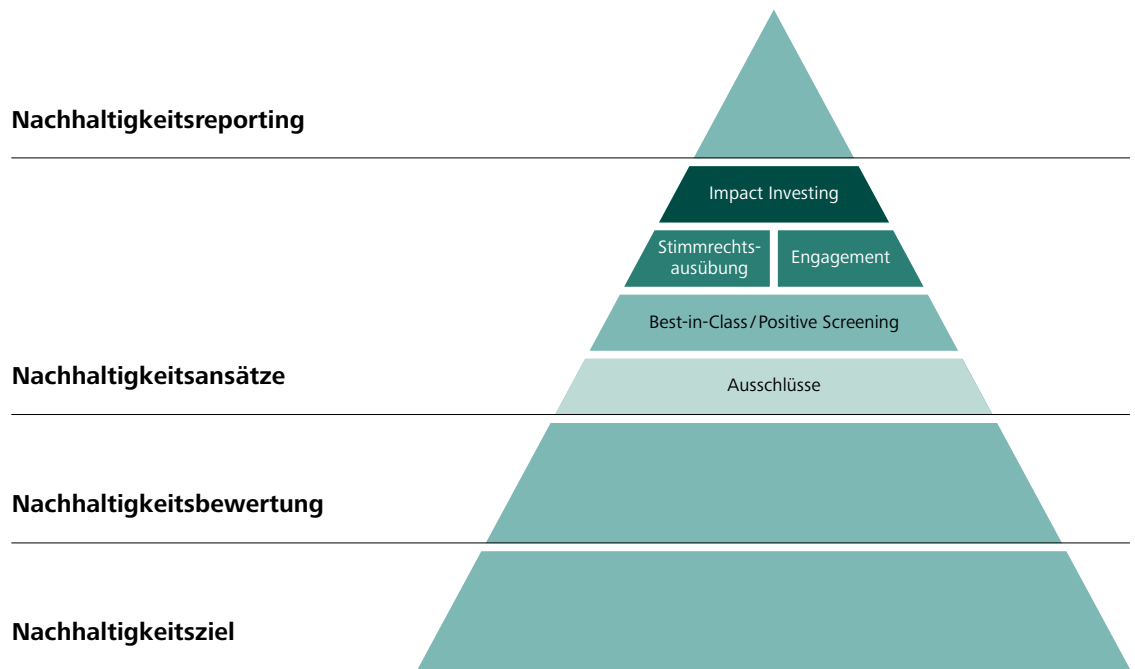 Nachhaltigkeitsreporting
Impact Investing
Stimmrechts-
ausübung
Engagement
Best-in-Class/Positive Screening
Nachhaltigkeitsansätze
Ausschlüsse
Nachhaltigkeitsbewertung
Nachhaltigkeitsziel